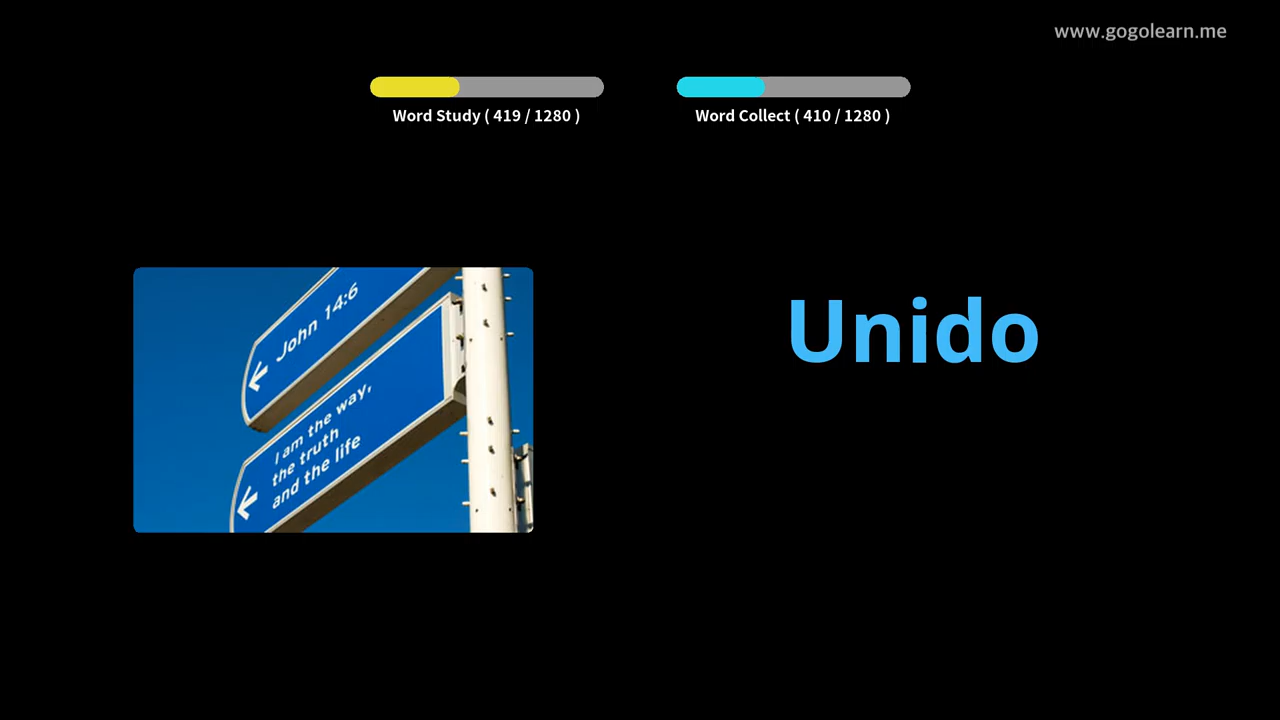 www.gogolearn.me
Word Study ( 419 / 1280 )
Word Collect ( 410 / 1280 )
John 14:6
I am the way,
the truth
and the life
Unido